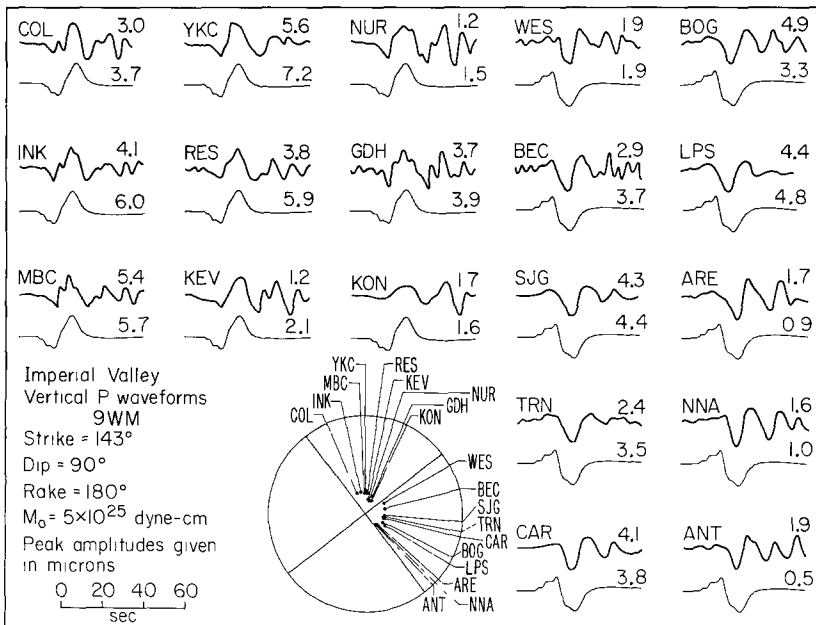 COL 3.0
3.7
YKC 5.6
7.2
NUR 1.2
1.5
WES 1.9
1.9
BOG 4.9
3.3
INK 4.1
6.0
RES 3.8
5.9
GDH 3.7
3.9
BEC 2.9
3.7
LPS 4.4
4.8
MBC 5.4
5.7
KEV 1.2
2.1
KON 1.7
1.6
SJG 4.3
4.4
ARE 1.7
0.9
TRN 2.4
3.5
NNA 1.6
1.0
CAR 4.1
3.8
ANT 1.9
0.5
Imperial Valley
Vertical P waveforms
9WM
Strike = 143°
Dip = 90°
Rake = 180°
M₀ = 5×10²⁵ dyne-cm
Peak amplitudes given
in microns
0 20 40 60
sec
YKC
MBC
INK
COL
RES
KEV
NUR
GDH
KON
WES
BEC
SJG
TRN
CAR
BOG
LPS
ARE
NNA
ANT